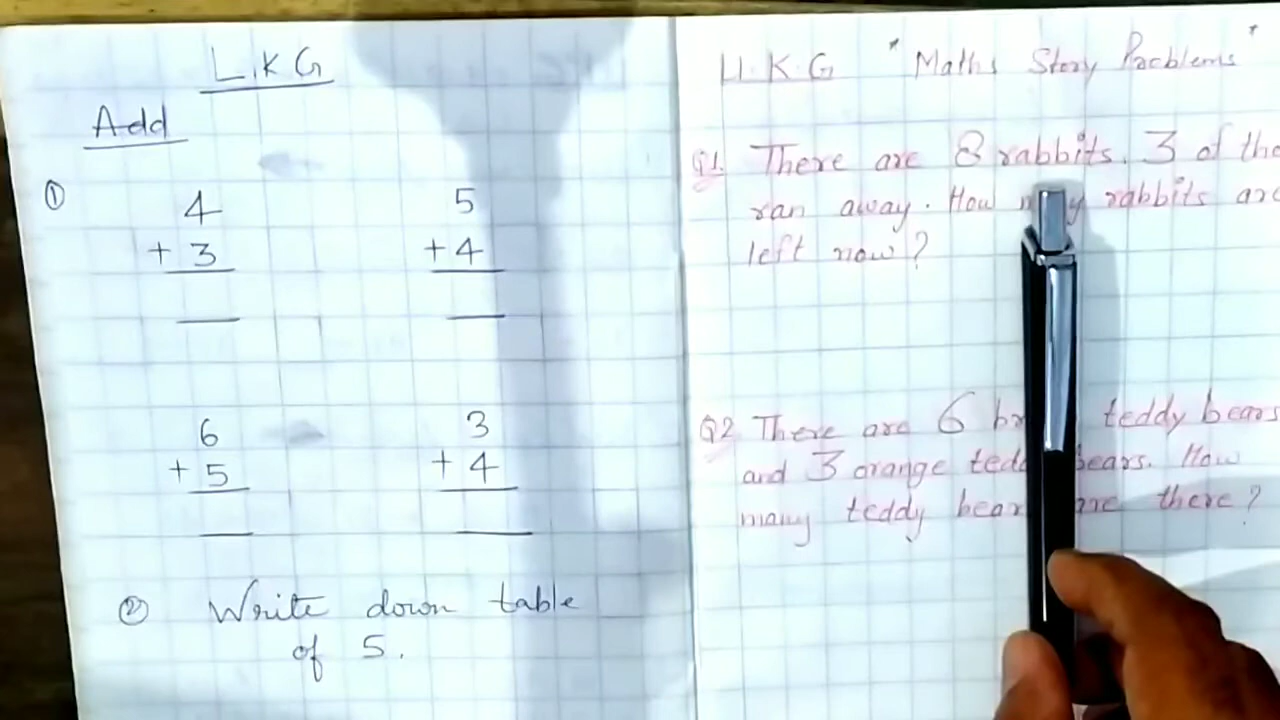 L.K G
Add
①
4
+ 3
5
+ 4
6
+ 5
3
+ 4
② Write down table
of 5.
U.K.G "Maths Story Problems"
Q1. There are 8 rabbits. 3 of
ran away. How rabbits are
left now?
Q2 There are 6 teddy bears
and 3 orange bears. How
many teddy are there?